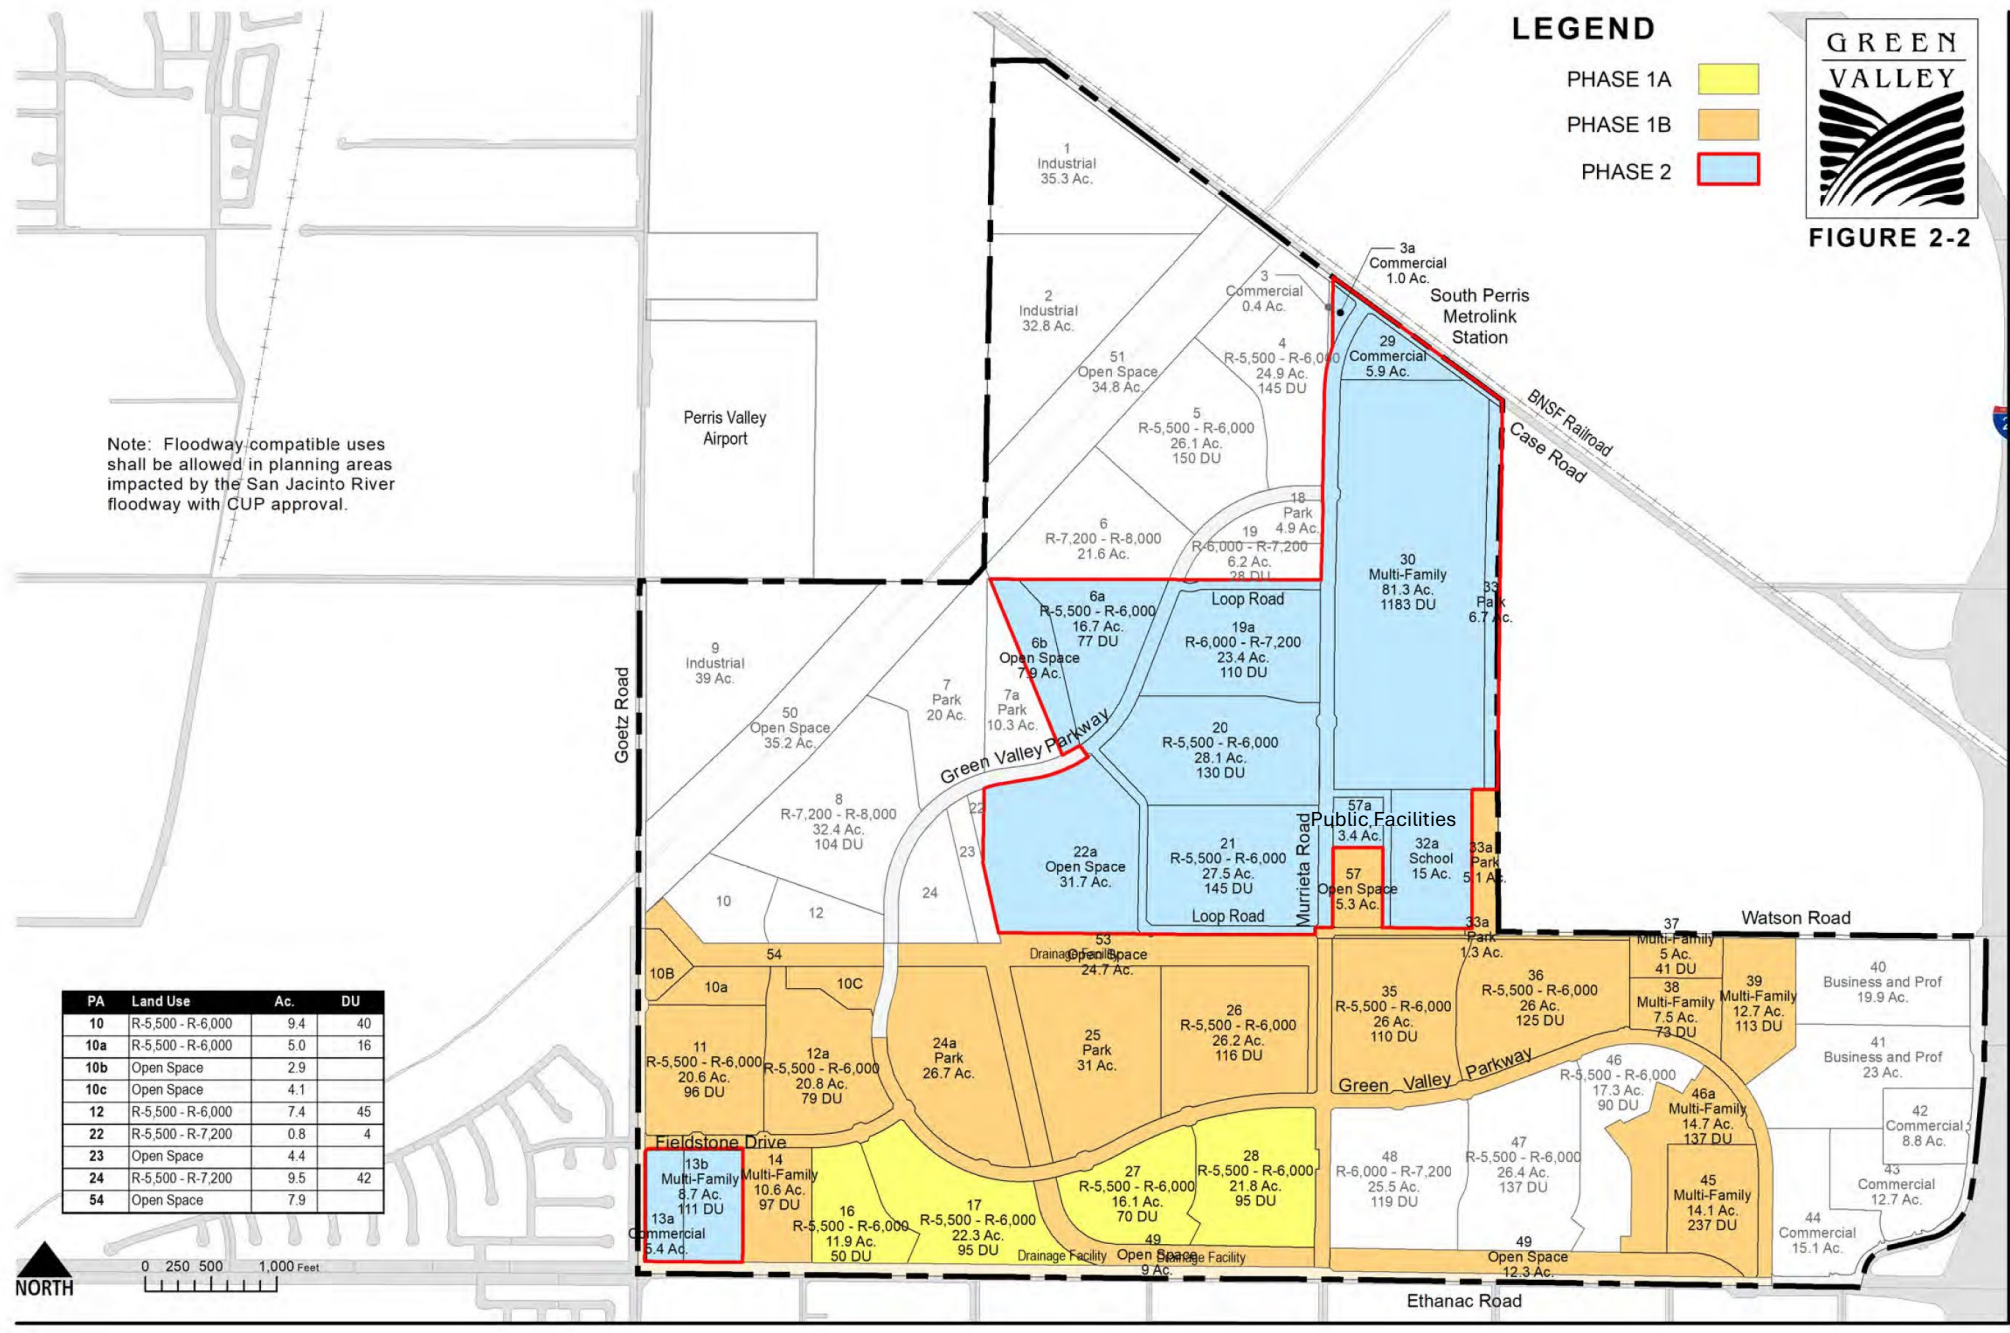 LEGEND
PHASE 1A
PHASE 1B
PHASE 2
GREEN
VALLEY
FIGURE 2-2
1
Industrial
35.3 Ac.
3a
Commercial
1.0 Ac.
3
Commercial
0.4 Ac.
South Perris
Metrolink
Station
2
Industrial
32.8 Ac.
4
R-5,500 - R-6,000
24.9 Ac.
145 DU
29
Commercial
5.9 Ac.
51
Open Space
34.8 Ac.
BNSF Railroad
Case Road
Perris Valley
Airport
5
R-5,500 - R-6,000
26.1 Ac.
150 DU
Note: Floodway compatible uses
shall be allowed in planning areas
impacted by the San Jacinto River
floodway with CUP approval.
18
Park
4.9 Ac.
6
R-7,200 - R-8,000
21.6 Ac.
19
R-6,000 - R-7,200
6.2 Ac.
28 DU
30
Multi-Family
81.3 Ac.
1183 DU
33
Park
6.7 Ac.
6a
R-5,500 - R-6,000
16.7 Ac.
77 DU
Loop Road
19a
R-6,000 - R-7,200
23.4 Ac.
110 DU
6b
Open Space
7.9 Ac.
9
Industrial
39 Ac.
7
Park
20 Ac.
7a
Park
10.3 Ac.
Goetz Road
50
Open Space
35.2 Ac.
Green Valley Parkway
20
R-5,500 - R-6,000
28.1 Ac.
130 DU
8
R-7,200 - R-8,000
32.4 Ac.
104 DU
22
23
57a
Public Facilities
3.4 Ac.
Murrieta Road
22a
Open Space
31.7 Ac.
21
R-5,500 - R-6,000
27.5 Ac.
145 DU
32a
School
15 Ac.
33a
Park
5.1 Ac.
57
Open Space
5.3 Ac.
10
12
24
Loop Road
33a
Park
1.3 Ac.
37
Multi-Family
5 Ac.
41 DU
Watson Road
54
53
Drainage Facility
Open Space
24.7 Ac.
10B
10a
10C
35
R-5,500 - R-6,000
26 Ac.
110 DU
36
R-5,500 - R-6,000
26 Ac.
125 DU
38
Multi-Family
7.5 Ac.
73 DU
39
Multi-Family
12.7 Ac.
113 DU
40
Business and Prof
19.9 Ac.
PA Land Use Ac. DU
10 R-5,500 - R-6,000 9.4 40
10a R-5,500 - R-6,000 5.0 16
10b Open Space 2.9
10c Open Space 4.1
12 R-5,500 - R-6,000 7.4 45
22 R-5,500 - R-7,200 0.8 4
23 Open Space 4.4
24 R-5,500 - R-7,200 9.5 42
54 Open Space 7.9
11
R-5,500 - R-6,000
20.6 Ac.
96 DU
12a
R-5,500 - R-6,000
20.8 Ac.
79 DU
24a
Park
26.7 Ac.
25
Park
31 Ac.
26
R-5,500 - R-6,000
26.2 Ac.
116 DU
41
Business and Prof
23 Ac.
Green Valley Parkway
46
R-5,500 - R-6,000
17.3 Ac.
90 DU
46a
Multi-Family
14.7 Ac.
137 DU
42
Commercial
8.8 Ac.
Fieldstone Drive
13b
Multi-Family
8.7 Ac.
111 DU
14
Multi-Family
10.6 Ac.
97 DU
13a
Commercial
5.4 Ac.
16
R-5,500 - R-6,000
11.9 Ac.
50 DU
17
R-5,500 - R-6,000
22.3 Ac.
95 DU
27
R-5,500 - R-6,000
16.1 Ac.
70 DU
28
R-5,500 - R-6,000
21.8 Ac.
95 DU
48
R-6,000 - R-7,200
25.5 Ac.
119 DU
47
R-5,500 - R-6,000
26.4 Ac.
137 DU
45
Multi-Family
14.1 Ac.
237 DU
43
Commercial
12.7 Ac.
44
Commercial
15.1 Ac.
Drainage Facility
49
Open Space
9 Ac.
Drainage Facility
49
Open Space
12.3 Ac.
NORTH
0 250 500 1,000 Feet
Ethanac Road